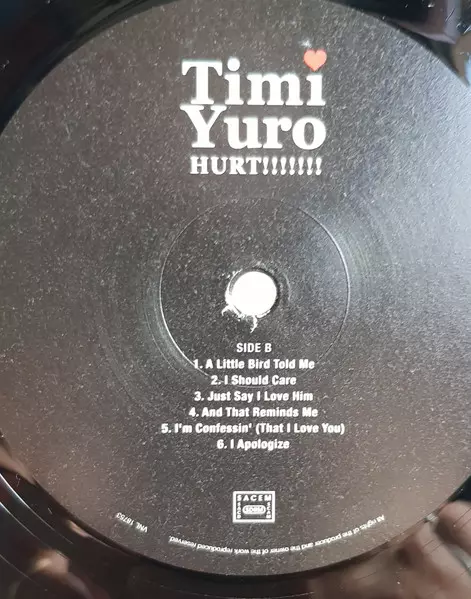 Timi
Yuro
HURT!!!!!!!
SIDE B
1. A Little Bird Told Me
2. I Should Care
3. Just Say I Love Him
4. And That Reminds Me
5. I'm Confessin' (That I Love You)
6. I Apologize
SACEM
All rights of the producer and the owner of the work reproduced reserved.
VNL 18753